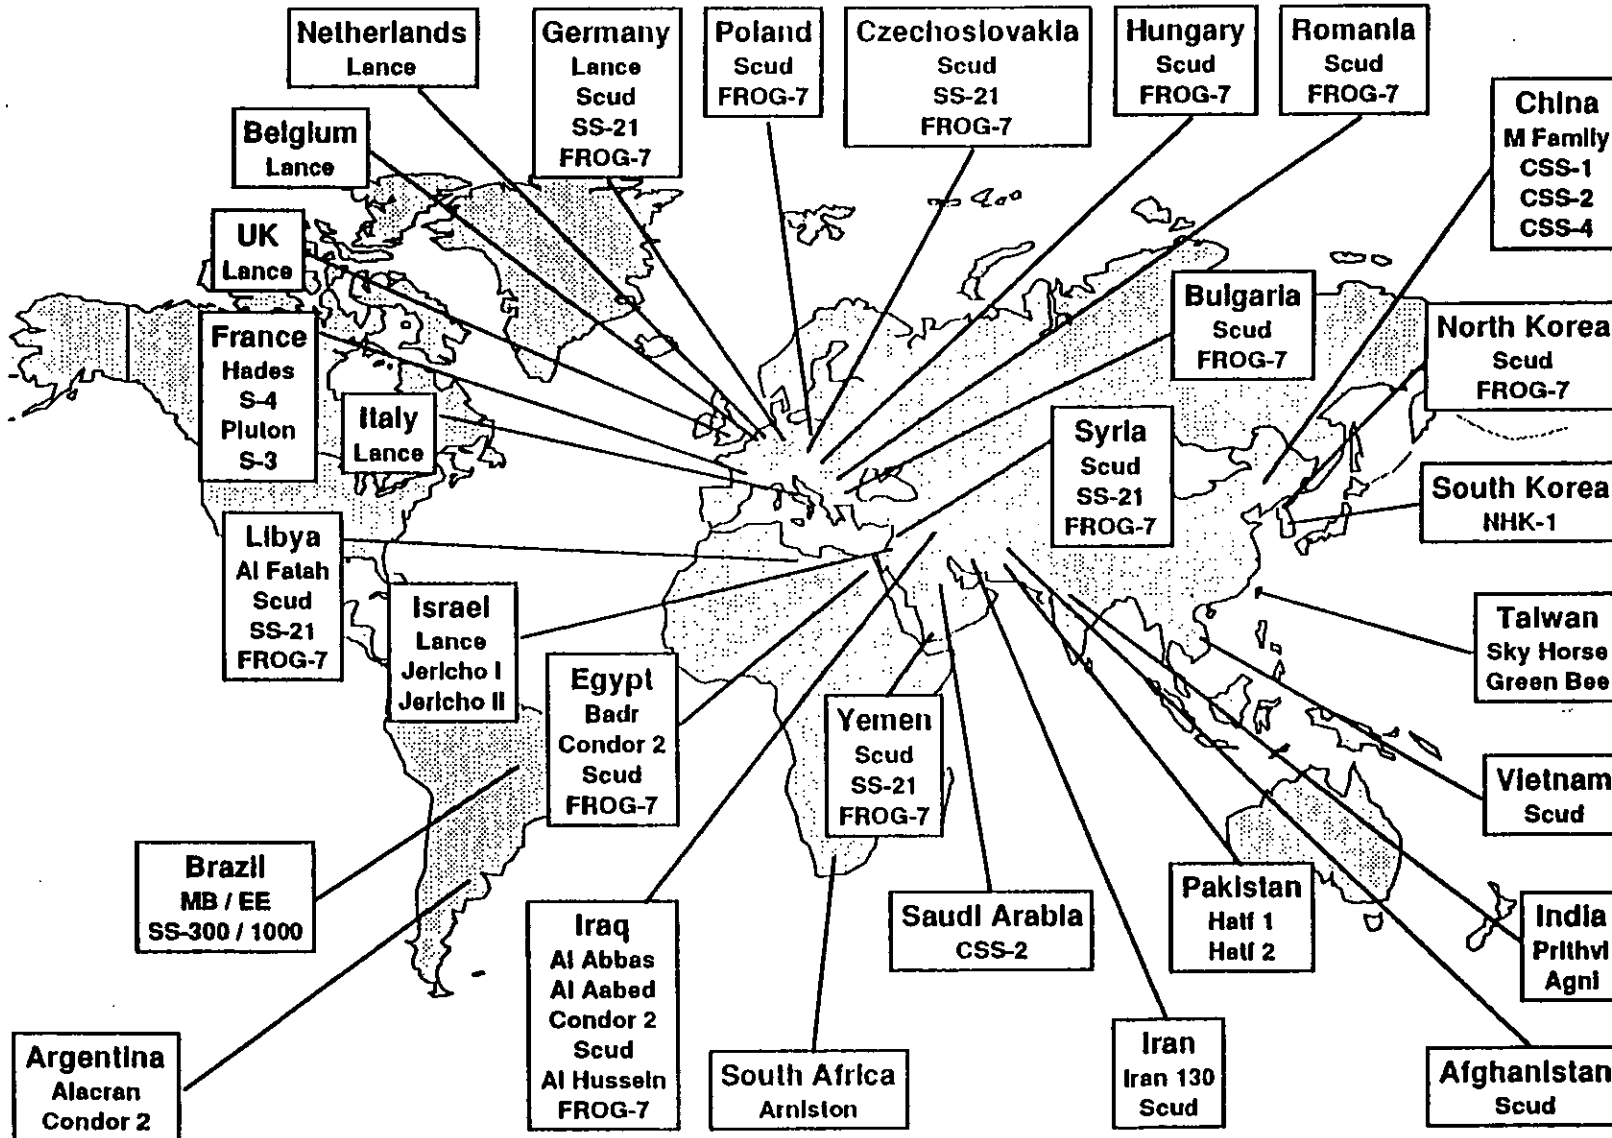 Netherlands
Lance
Germany
Lance
Scud
SS-21
FROG-7
Poland
Scud
FROG-7
Czechoslovakia
Scud
SS-21
FROG-7
Hungary
Scud
FROG-7
Romania
Scud
FROG-7
China
M Family
CSS-1
CSS-2
CSS-4
Belgium
Lance
UK
Lance
France
Hades
S-4
Pluton
S-3
Italy
Lance
Bulgaria
Scud
FROG-7
North Korea
Scud
FROG-7
Syria
Scud
SS-21
FROG-7
South Korea
NHK-1
Libya
Al Fatah
Scud
SS-21
FROG-7
Israel
Lance
Jericho I
Jericho II
Egypt
Badr
Condor 2
Scud
FROG-7
Yemen
Scud
SS-21
FROG-7
Taiwan
Sky Horse
Green Bee
Vietnam
Scud
Brazil
MB / EE
SS-300 / 1000
Iraq
Al Abbas
Al Aabed
Condor 2
Scud
Al Hussein
FROG-7
Saudi Arabia
CSS-2
Pakistan
Hatf 1
Hatf 2
India
Prithvi
Agni
Argentina
Alacran
Condor 2
South Africa
Arniston
Iran
Iran 130
Scud
Afghanistan
Scud